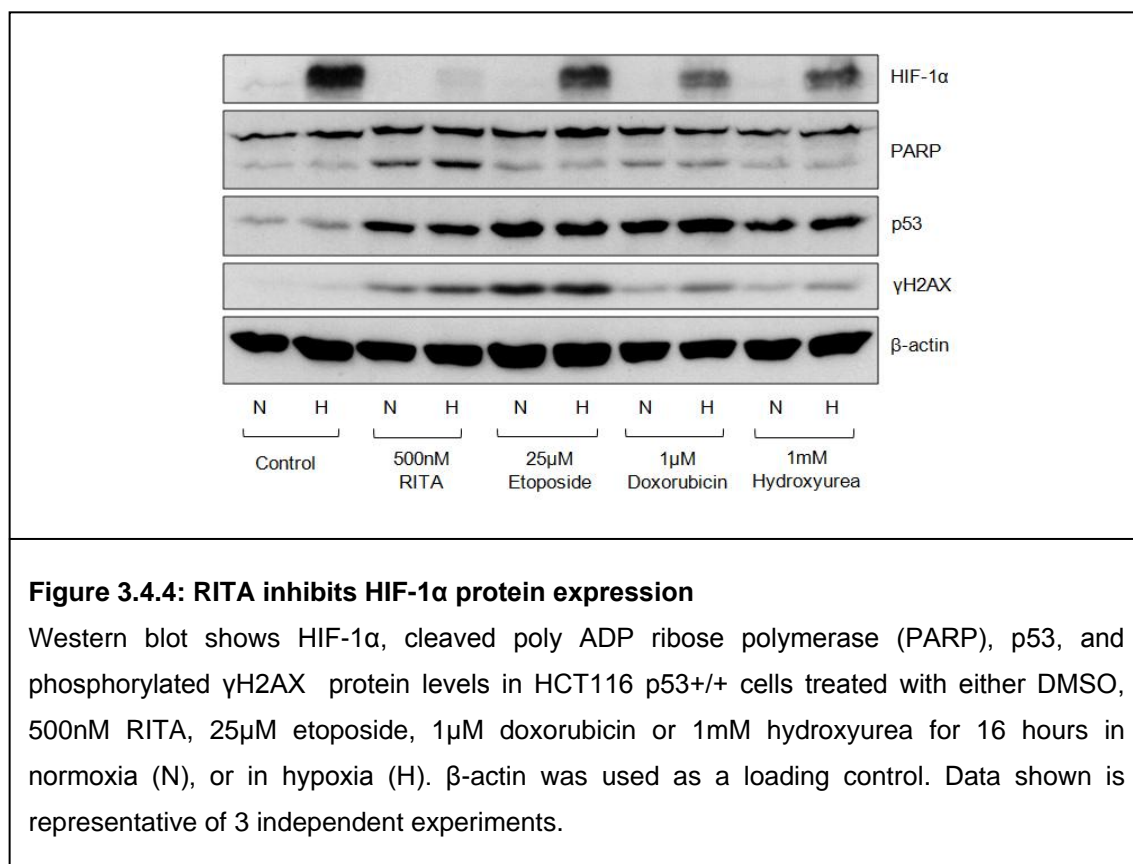 HIF-1α
PARP
p53
γH2AX
β-actin
N H N H N H N H N H
Control
500nM
RITA
25µM
Etoposide
1µM
Doxorubicin
1mM
Hydroxyurea
Figure 3.4.4: RITA inhibits HIF-1α protein expression
Western blot shows HIF-1α, cleaved poly ADP ribose polymerase (PARP), p53, and
phosphorylated γH2AX protein levels in HCT116 p53+/+ cells treated with either DMSO,
500nM RITA, 25µM etoposide, 1µM doxorubicin or 1mM hydroxyurea for 16 hours in
normoxia (N), or in hypoxia (H). β-actin was used as a loading control. Data shown is
representative of 3 independent experiments.